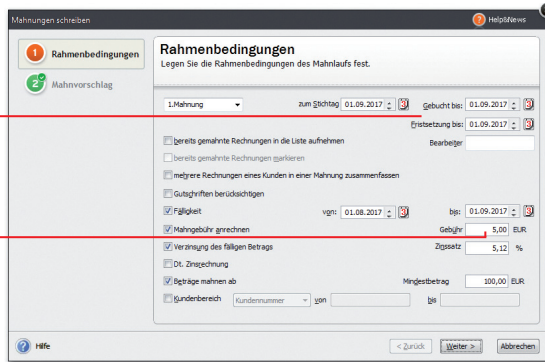 Mahnungen schreiben
Help&News
1 Rahmenbedingungen
2 Mahnvorschlag
Rahmenbedingungen
Legen Sie die Rahmenbedingungen des Mahnlaufs fest.
1.Mahnung zum Stichtag 01.09.2017 Gebucht bis: 01.09.2017
Fristsetzung bis: 01.09.2017
bereits gemahnte Rechnungen in die Liste aufnehmen Bearbeiter
bereits gemahnte Rechnungen markieren
mehrere Rechnungen eines Kunden in einer Mahnung zusammenfassen
Gutschriften berücksichtigen
Fälligkeit von: 01.08.2017 bis: 01.09.2017
Mahngebühr anrechnen Gebühr 5,00 EUR
Verzinsung des fälligen Betrags Zinssatz 5,12 %
Dt. Zinsrechnung
Beträge mahnen ab Mindestbetrag 100,00 EUR
Kundenbereich Kundennummer von bis
Hilfe < Zurück Weiter > Abbrechen